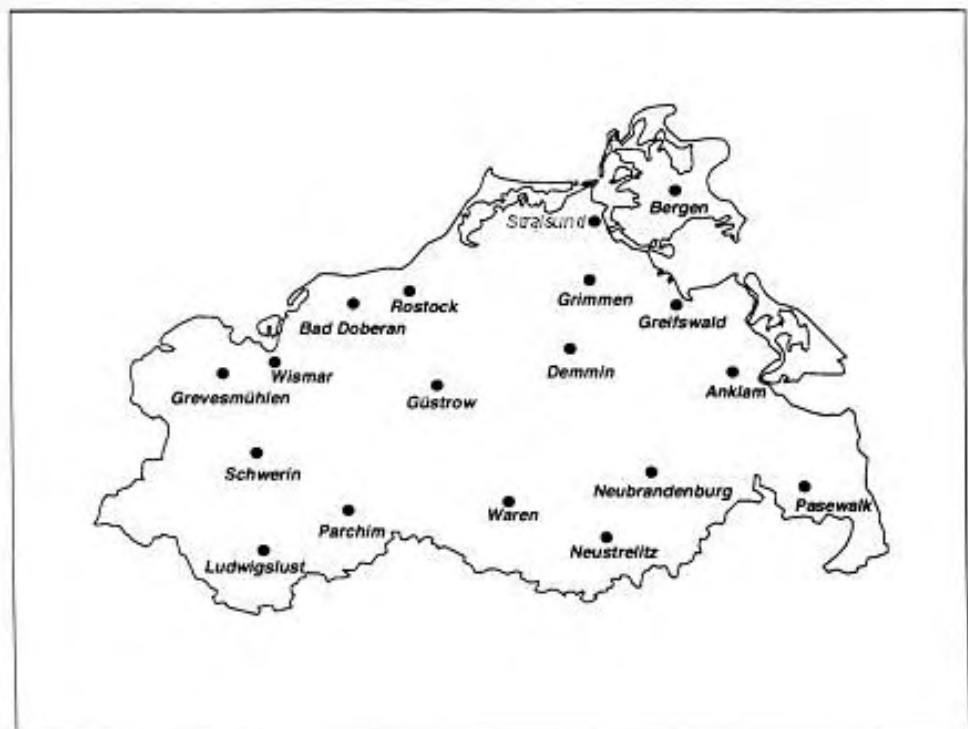 Bergen
Stralsund
Grimmen
Rostock
Greifswald
Bad Doberan
Demmin
Wismar
Anklam
Grevesmühlen
Güstrow
Schwerin
Neubrandenburg
Pasewalk
Waren
Parchim
Neustrelitz
Ludwigslust